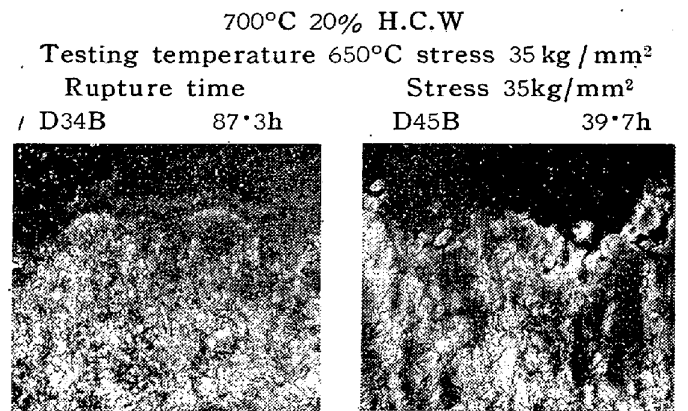 700°C 20% H.C.W
Testing temperature 650°C stress 35 kg / mm²
Rupture time Stress 35kg/mm²
D34B 87·3h D45B 39·7h